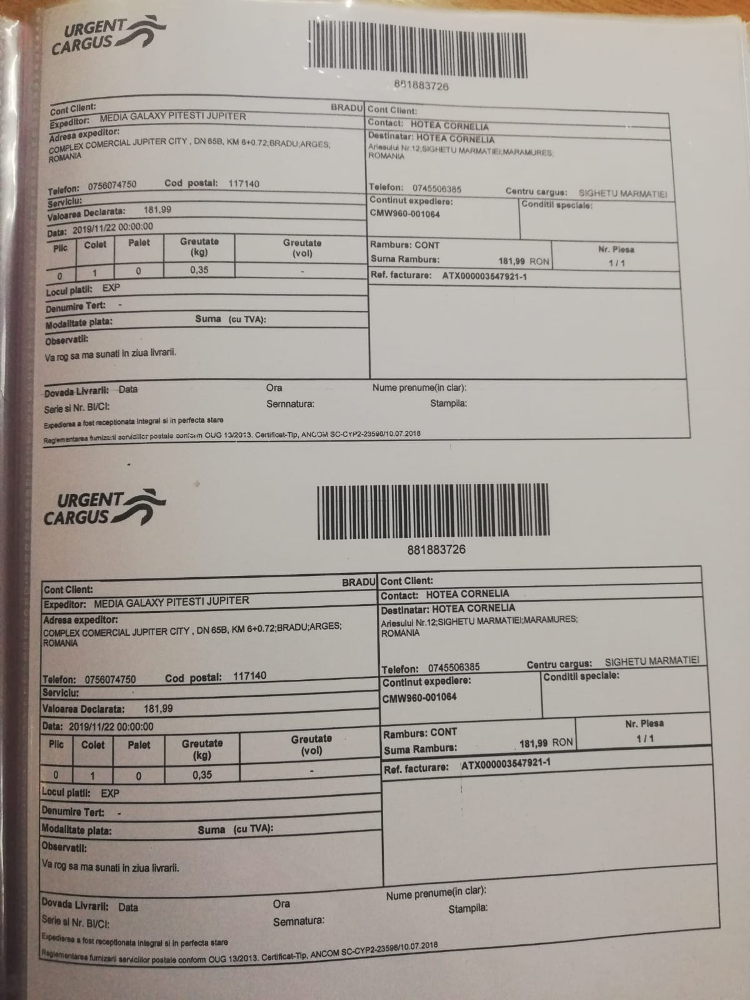 URGENT
CARGUS
881883726
Cont Client: BRADU Cont Client:
Expeditor: MEDIA GALAXY PITESTI JUPITER
Contact: HOTEA CORNELIA
Adresa expeditor:
Destinatar: HOTEA CORNELIA
COMPLEX COMERCIAL JUPITER CITY , DN 65B, KM 6+0.72;BRADU;ARGES;
ROMANIA
Ariesului Nr.12;SIGHETU MARMATIEI;MARAMURES;
ROMANIA
Telefon: 0756074750 Cod postal: 117140
Telefon: 0745506385 Centru cargus: SIGHETU MARMATIEI
Serviciu:
Continut expediere: Conditii speciale:
Valoarea Declarata: 181,99
CMW960-001064
Data: 2019/11/22 00:00:00
Plic Colet Palet Greutate (kg) Greutate (vol)
Ramburs: CONT Nr. Piesa
Suma Ramburs: 181,99 RON 1 / 1
0 1 0 0,35 -
Ref. facturare: ATX000003547921-1
Locul platii: EXP
Denumire Tert: -
Modalitate plata: Suma (cu TVA):
Observatii:
Va rog sa ma sunati in ziua livrarii.
Dovada Livrarii: Data Ora Nume prenume(in clar):
Serie si Nr. BI/CI: Semnatura: Stampila:
Expedierea a fost receptionata integral si in perfecta stare
Reglementarea furnizarii serviciilor postale conform OUG 13/2013. Certificat-Tip, ANCOM SC-CYP2-23598/10.07.2018
URGENT
CARGUS
881883726
Cont Client: BRADU Cont Client:
Expeditor: MEDIA GALAXY PITESTI JUPITER
Contact: HOTEA CORNELIA
Adresa expeditor:
Destinatar: HOTEA CORNELIA
COMPLEX COMERCIAL JUPITER CITY , DN 65B, KM 6+0.72;BRADU;ARGES;
ROMANIA
Ariesului Nr.12;SIGHETU MARMATIEI;MARAMURES;
ROMANIA
Telefon: 0756074750 Cod postal: 117140
Telefon: 0745506385 Centru cargus: SIGHETU MARMATIEI
Serviciu:
Continut expediere: Conditii speciale:
Valoarea Declarata: 181,99
CMW960-001064
Data: 2019/11/22 00:00:00
Plic Colet Palet Greutate (kg) Greutate (vol)
Ramburs: CONT Nr. Piesa
Suma Ramburs: 181,99 RON 1 / 1
0 1 0 0,35 -
Ref. facturare: ATX000003547921-1
Locul platii: EXP
Denumire Tert: -
Modalitate plata: Suma (cu TVA):
Observatii:
Va rog sa ma sunati in ziua livrarii.
Dovada Livrarii: Data Ora Nume prenume(in clar):
Serie si Nr. BI/CI: Semnatura: Stampila:
Expedierea a fost receptionata integral si in perfecta stare
Reglementarea furnizarii serviciilor postale conform OUG 13/2013. Certificat-Tip, ANCOM SC-CYP2-23598/10.07.2018